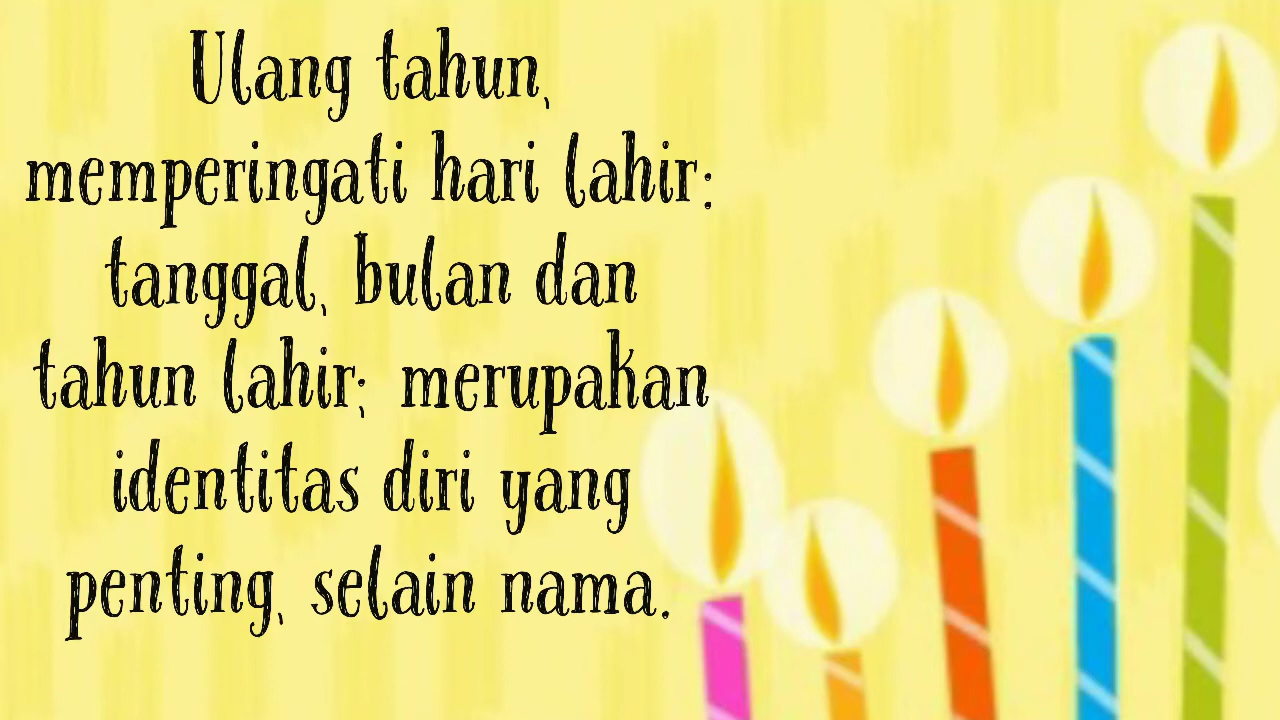 Ulang tahun,
memperingati hari lahir:
tanggal, bulan dan
tahun lahir; merupakan
identitas diri yang
penting, selain nama.